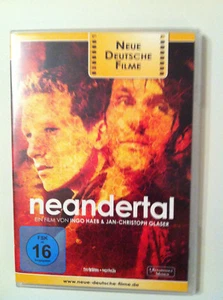 NEUE
DEUTSCHE
FILME
neandertal
EIN FILM VON INGO HAEB & JAN-CHRISTOPH GLASER
FSK
16
www.neue-deutsche-filme.de